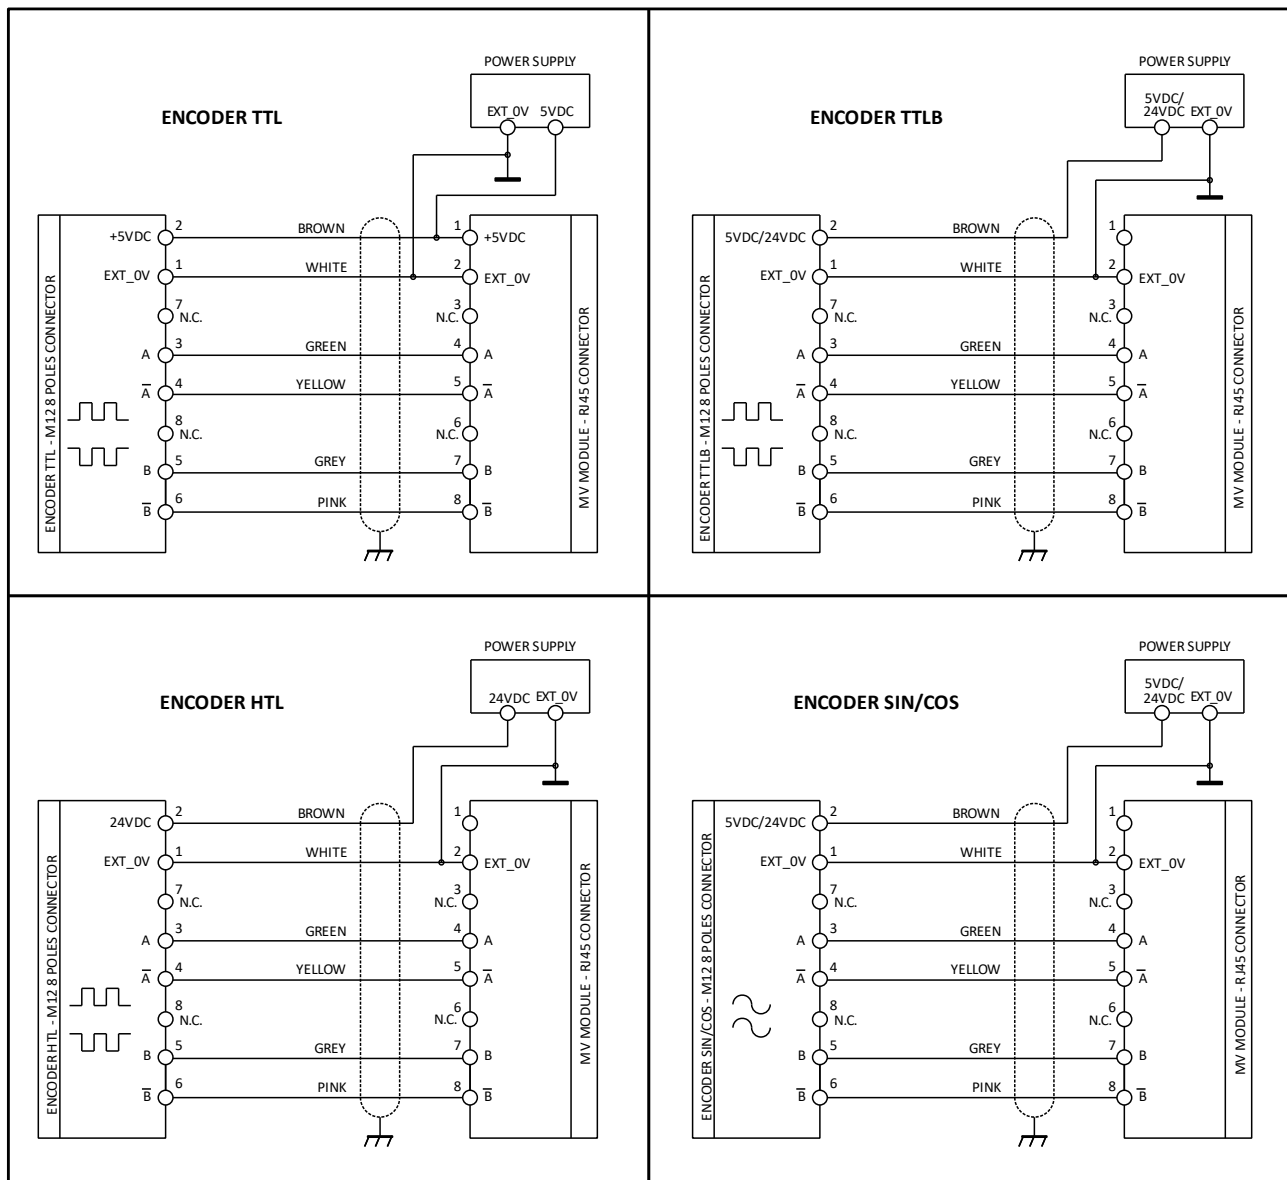 POWER SUPPLY
EXT_0V 5VDC
ENCODER TTL
ENCODER TTL - M12 8 POLES CONNECTOR
+5VDC 2 BROWN 1 +5VDC
EXT_0V 1 WHITE 2 EXT_0V
7 N.C. 3 N.C.
A 3 GREEN 4 A
A̅ 4 YELLOW 5 A̅
8 N.C. 6 N.C.
B 5 GREY 7 B
B̅ 6 PINK 8 B̅
MV MODULE - RJ45 CONNECTOR
POWER SUPPLY
5VDC/
24VDC EXT_0V
ENCODER TTLB
ENCODER TTLB - M12 8 POLES CONNECTOR
5VDC/24VDC 2 BROWN 1
EXT_0V 1 WHITE 2 EXT_0V
7 N.C. 3 N.C.
A 3 GREEN 4 A
A̅ 4 YELLOW 5 A̅
8 N.C. 6 N.C.
B 5 GREY 7 B
B̅ 6 PINK 8 B̅
MV MODULE - RJ45 CONNECTOR
POWER SUPPLY
24VDC EXT_0V
ENCODER HTL
ENCODER HTL - M12 8 POLES CONNECTOR
24VDC 2 BROWN 1
EXT_0V 1 WHITE 2 EXT_0V
7 N.C. 3 N.C.
A 3 GREEN 4 A
A̅ 4 YELLOW 5 A̅
8 N.C. 6 N.C.
B 5 GREY 7 B
B̅ 6 PINK 8 B̅
MV MODULE - RJ45 CONNECTOR
POWER SUPPLY
5VDC/
24VDC EXT_0V
ENCODER SIN/COS
ENCODER SIN/COS - M12 8 POLES CONNECTOR
5VDC/24VDC 2 BROWN 1
EXT_0V 1 WHITE 2 EXT_0V
7 N.C. 3 N.C.
A 3 GREEN 4 A
A̅ 4 YELLOW 5 A̅
8 N.C. 6 N.C.
B 5 GREY 7 B
B̅ 6 PINK 8 B̅
MV MODULE - RJ45 CONNECTOR